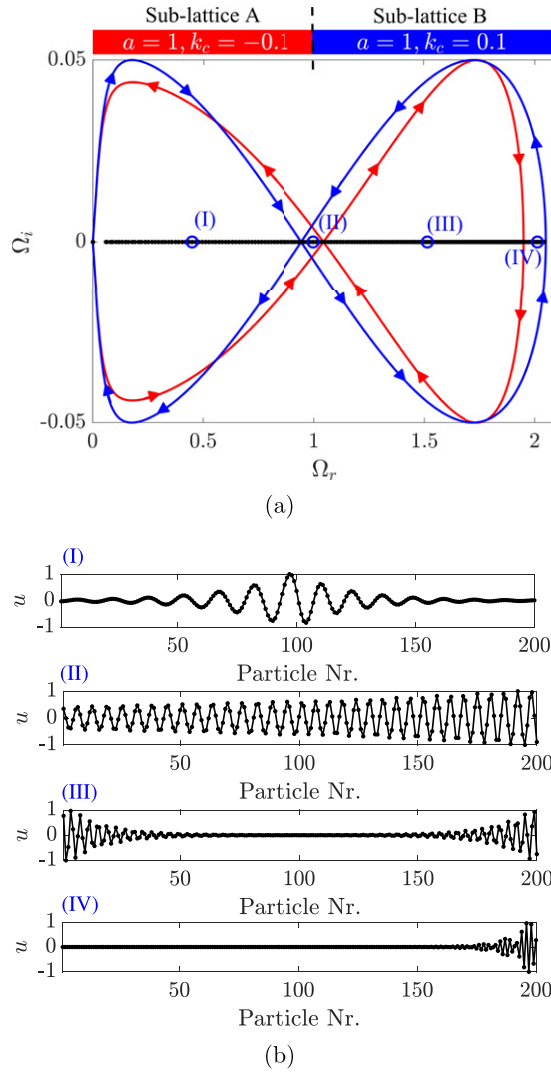 Sub-lattice A Sub-lattice B
a = 1, k_c = −0.1 a = 1, k_c = 0.1
0.05
(I) (II) (III) (IV)
Ω_i
0
-0.05
0 0.5 1 1.5 2
Ω_r
(a)
(I)
1
u 0
-1
50 100 150 200
Particle Nr.
(II)
1
u 0
-1
50 100 150 200
Particle Nr.
(III)
1
u 0
-1
50 100 150 200
Particle Nr.
(IV)
1
u 0
-1
50 100 150 200
Particle Nr.
(b)